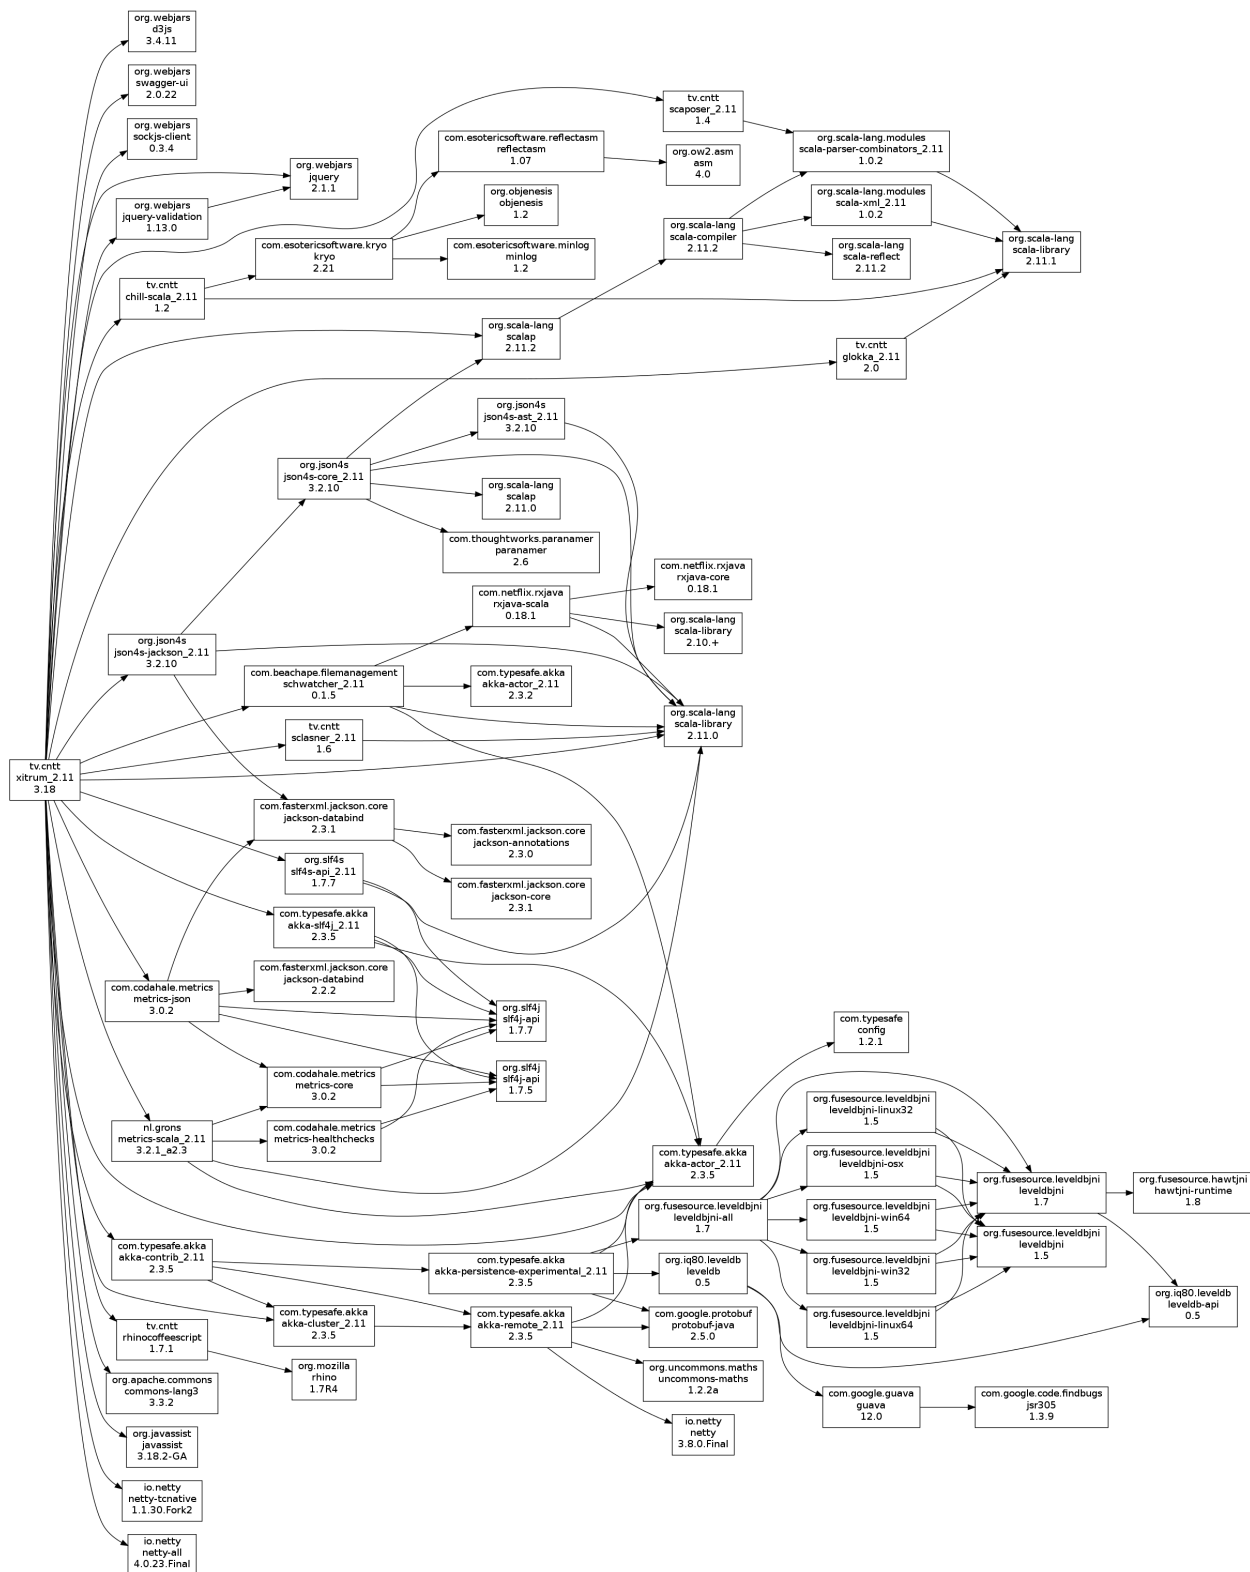 org.webjars
d3js
3.4.11
org.webjars
swagger-ui
2.0.22
org.webjars
sockjs-client
0.3.4
org.webjars
jquery
2.1.1
org.webjars
jquery-validation
1.13.0
tv.cntt
scaposer_2.11
1.4
com.esotericsoftware.reflectasm
reflectasm
1.07
org.ow2.asm
asm
4.0
org.scala-lang.modules
scala-parser-combinators_2.11
1.0.2
org.objenesis
objenesis
1.2
org.scala-lang.modules
scala-xml_2.11
1.0.2
com.esotericsoftware.kryo
kryo
2.21
com.esotericsoftware.minlog
minlog
1.2
org.scala-lang
scala-compiler
2.11.2
org.scala-lang
scala-reflect
2.11.2
org.scala-lang
scala-library
2.11.1
tv.cntt
chill-scala_2.11
1.2
org.scala-lang
scalap
2.11.2
tv.cntt
glokka_2.11
2.0
org.json4s
json4s-ast_2.11
3.2.10
org.json4s
json4s-core_2.11
3.2.10
org.scala-lang
scalap
2.11.0
com.thoughtworks.paranamer
paranamer
2.6
com.netflix.rxjava
rxjava-core
0.18.1
com.netflix.rxjava
rxjava-scala
0.18.1
org.scala-lang
scala-library
2.10.+
org.json4s
json4s-jackson_2.11
3.2.10
com.beachape.filemanagement
schwatcher_2.11
0.1.5
com.typesafe.akka
akka-actor_2.11
2.3.2
org.scala-lang
scala-library
2.11.0
tv.cntt
sclasner_2.11
1.6
tv.cntt
xitrum_2.11
3.18
com.fasterxml.jackson.core
jackson-databind
2.3.1
com.fasterxml.jackson.core
jackson-annotations
2.3.0
org.slf4s
slf4s-api_2.11
1.7.7
com.fasterxml.jackson.core
jackson-core
2.3.1
com.typesafe.akka
akka-slf4j_2.11
2.3.5
com.fasterxml.jackson.core
jackson-databind
2.2.2
com.codahale.metrics
metrics-json
3.0.2
org.slf4j
slf4j-api
1.7.7
com.typesafe
config
1.2.1
com.codahale.metrics
metrics-core
3.0.2
org.slf4j
slf4j-api
1.7.5
org.fusesource.leveldbjni
leveldbjni-linux32
1.5
nl.grons
metrics-scala_2.11
3.2.1_a2.3
com.codahale.metrics
metrics-healthchecks
3.0.2
com.typesafe.akka
akka-actor_2.11
2.3.5
org.fusesource.leveldbjni
leveldbjni-osx
1.5
org.fusesource.leveldbjni
leveldbjni
1.7
org.fusesource.hawtjni
hawtjni-runtime
1.8
org.fusesource.leveldbjni
leveldbjni-all
1.7
org.fusesource.leveldbjni
leveldbjni-win64
1.5
org.fusesource.leveldbjni
leveldbjni
1.5
com.typesafe.akka
akka-contrib_2.11
2.3.5
com.typesafe.akka
akka-persistence-experimental_2.11
2.3.5
org.iq80.leveldb
leveldb
0.5
org.fusesource.leveldbjni
leveldbjni-win32
1.5
org.iq80.leveldb
leveldb-api
0.5
com.typesafe.akka
akka-cluster_2.11
2.3.5
com.typesafe.akka
akka-remote_2.11
2.3.5
com.google.protobuf
protobuf-java
2.5.0
org.fusesource.leveldbjni
leveldbjni-linux64
1.5
tv.cntt
rhinocoffeescript
1.7.1
org.mozilla
rhino
1.7R4
org.uncommons.maths
uncommons-maths
1.2.2a
org.apache.commons
commons-lang3
3.3.2
com.google.guava
guava
12.0
com.google.code.findbugs
jsr305
1.3.9
io.netty
netty
3.8.0.Final
org.javassist
javassist
3.18.2-GA
io.netty
netty-tcnative
1.1.30.Fork2
io.netty
netty-all
4.0.23.Final